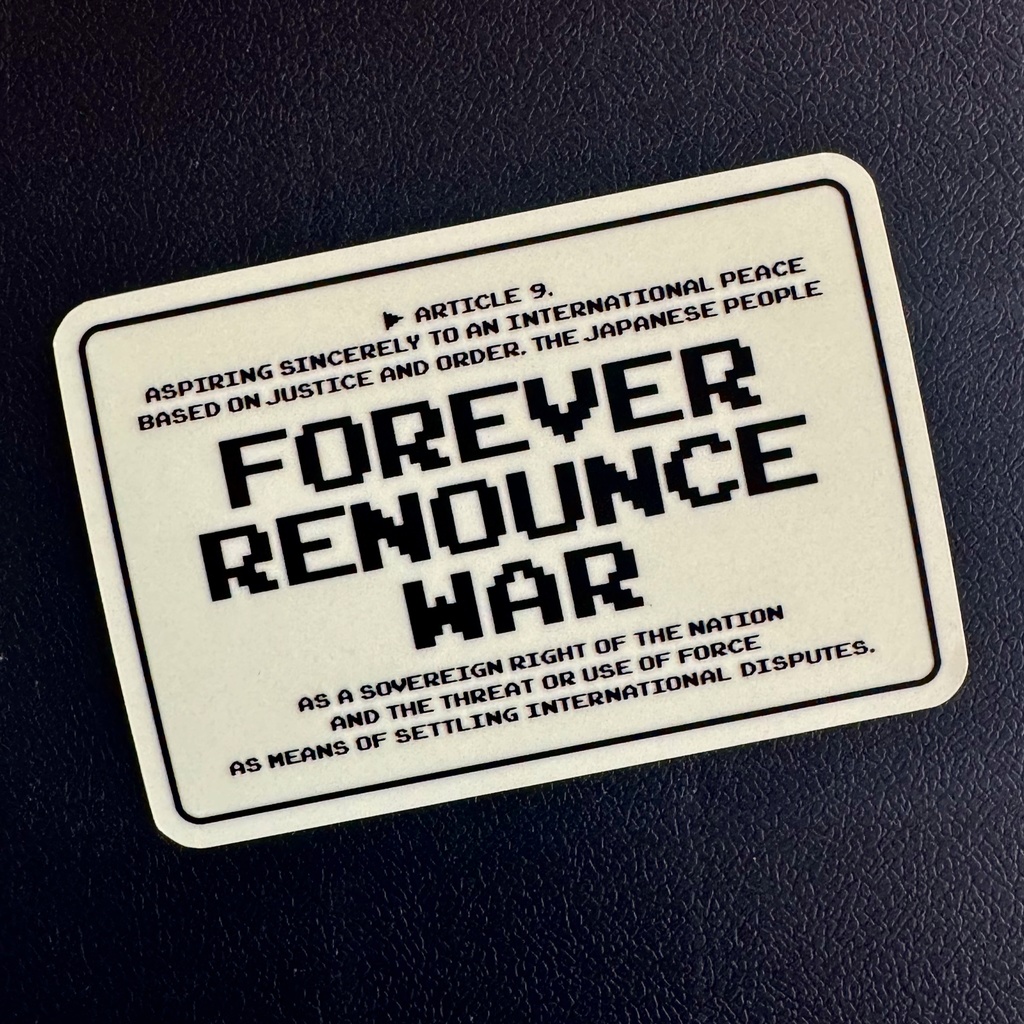 ▶ ARTICLE 9.
ASPIRING SINCERELY TO AN INTERNATIONAL PEACE
BASED ON JUSTICE AND ORDER, THE JAPANESE PEOPLE
FOREVER
RENOUNCE
WAR
AS A SOVEREIGN RIGHT OF THE NATION
AND THE THREAT OR USE OF FORCE
AS MEANS OF SETTLING INTERNATIONAL DISPUTES.